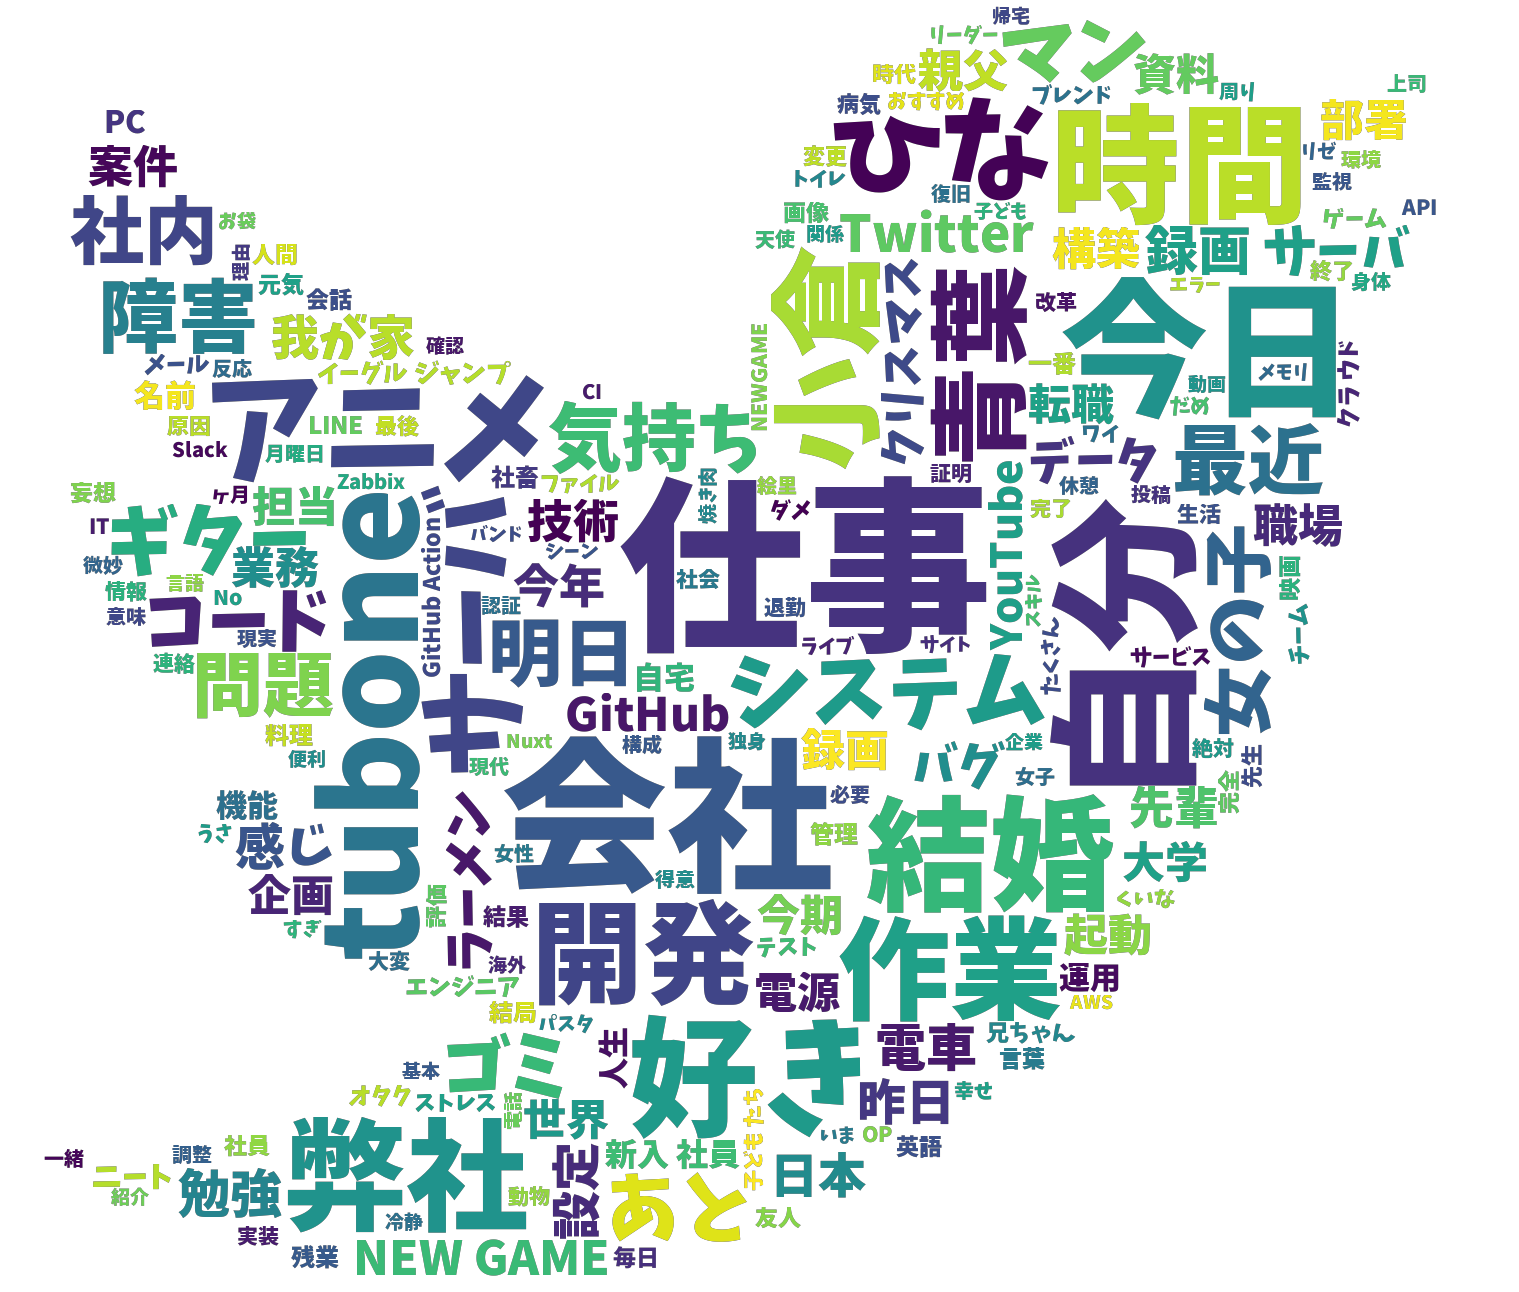 帰宅
リーダー
マン
時代
親父
資料
上司
病気
おすすめ
ブレンド
周り
PC
ひな
時間
部署
案件
変更
リゼ
環境
トイレ
復旧
監視
社内
お袋
画像
子ども
API
天使
関係
Twitter
構築
録画
サーバ
ゲーム
理由
人間
終了
障害
元気
会話
小倉
クリスマス
青葉
改革
今日
エラー
身体
我が家
確認
NEWGAME
一番
メモリ
クラウド
メール
反応
イーグル ジャンプ
動画
名前
アニメ
CI
気持ち
転職
だめ
原因
LINE
最後
Slack
月曜日
ワイ
データ
最近
Zabbix
社畜
ファイル
焼き肉
絵里
証明
YouTube
休憩
投稿
妄想
ヶ月
担当
ダメ
完了
生活
職場
IT
ギター
tubone
サーバー
バンド
技術
仕事
自分
女の子
微妙
業務
GitHub Action
シーン
情報
言語
No
今年
社会
スキル
映画
意味
コード
認証
退勤
現実
明日
ライブ
サイト
たくさん
チーム
連絡
問題
自宅
システム
サービス
GitHub
料理
Nuxt
構成
独身
録画
バグ
企業
絶対
便利
現代
女子
完全
先生
機能
会社
必要
結婚
先輩
うさ
感じ
ラーメン
女性
管理
大学
企画
評価
得意
くいな
すぎ
結果
開発
今期
作業
起動
大変
海外
テスト
エンジニア
電源
運用
AWS
結局
パスタ
人生
好き
電車
兄ちゃん
言葉
基本
ゴミ
オタク
ストレス
電話
世界
子どもたち
昨日
幸せ
弊社
いま
OP
英語
一緒
調整
社員
新入 社員
ニート
勉強
設定
日本
紹介
動物
あと
友人
実装
冷静
残業
NEW GAME
毎日